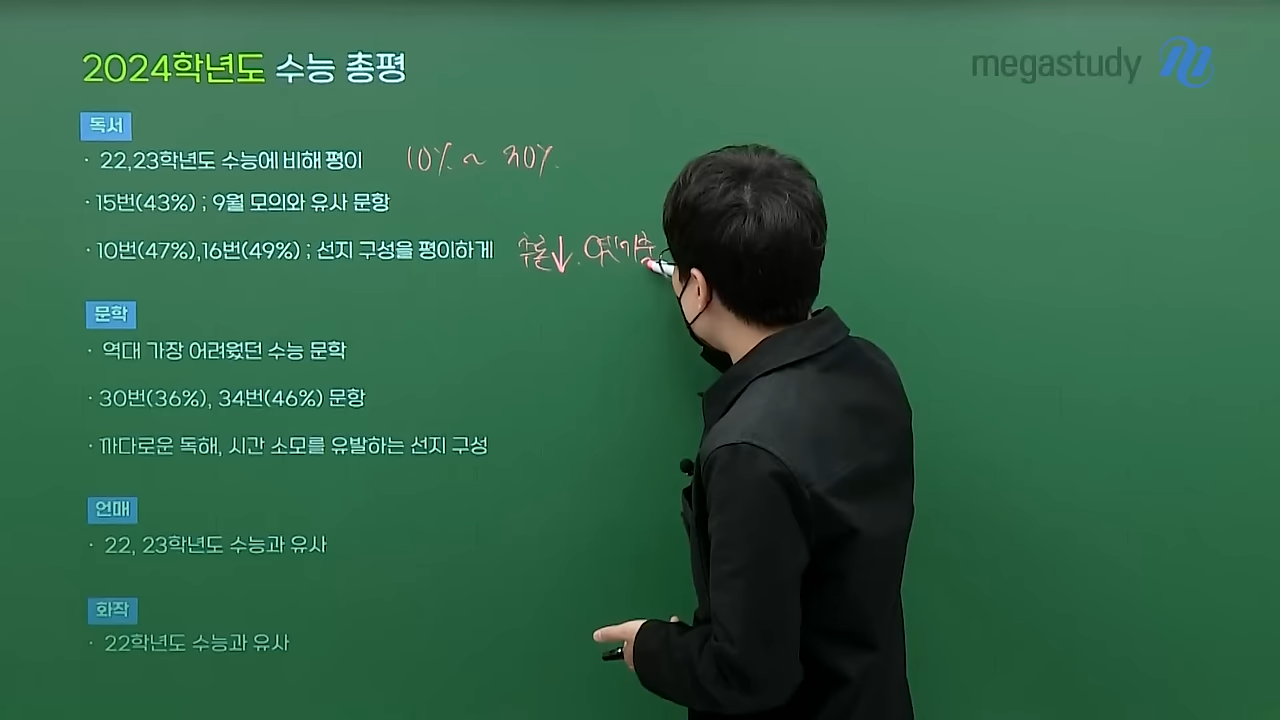 2024학년도 수능 총평
megastudy
독서
· 22,23학년도 수능에 비해 평이 10% ~ 30%
· 15번(43%) ; 9월 모의와 유사 문항
· 10번(47%),16번(49%) ; 선지 구성을 평이하게 추론↓.
문학
· 역대 가장 어려웠던 수능 문학
· 30번(36%), 34번(46%) 문항
· 까다로운 독해, 시간 소모를 유발하는 선지 구성
언매
· 22, 23학년도 수능과 유사
화작
· 22학년도 수능과 유사